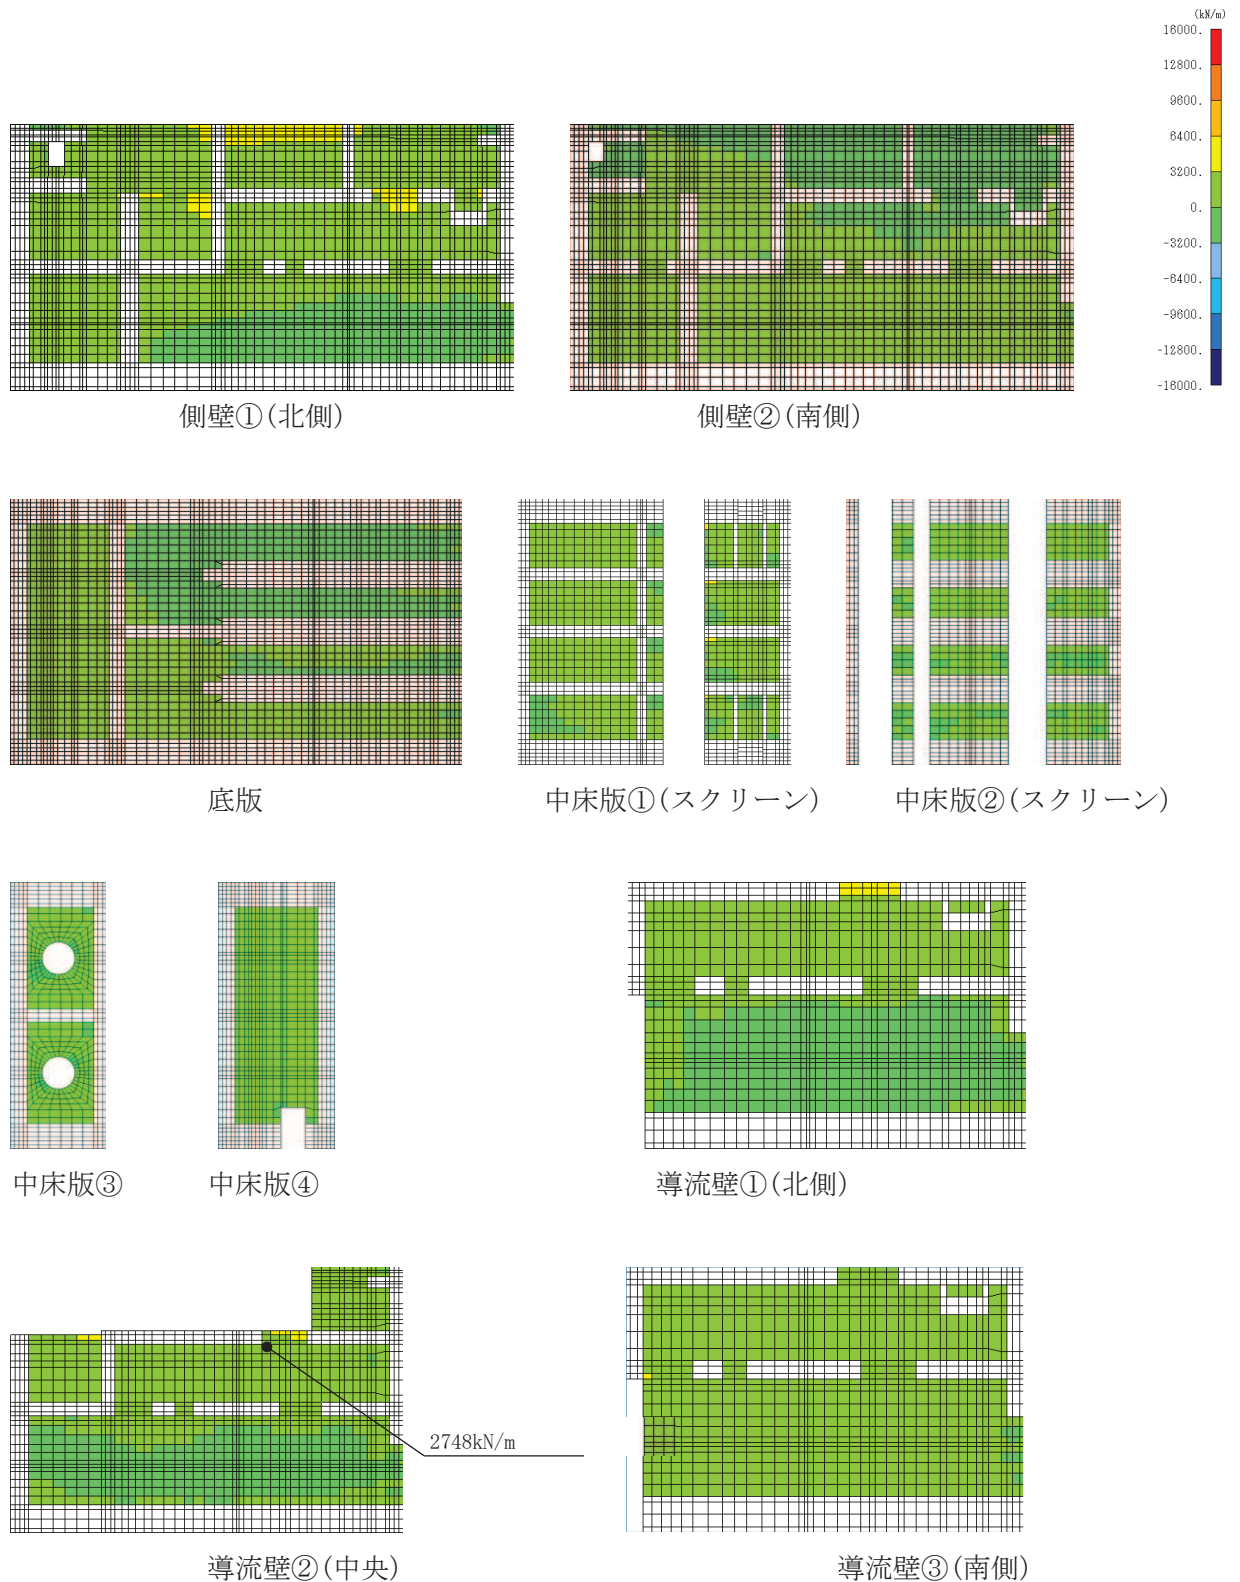 (kN/m)
16000.
12800.
9600.
6400.
3200.
0.
-3200.
-6400.
-9600.
-12800.
-16000.
側壁①(北側)
側壁②(南側)
底版
中床版①(スクリーン)
中床版②(スクリーン)
中床版③
中床版④
導流壁①(北側)
2748kN/m
導流壁②(中央)
導流壁③(南側)